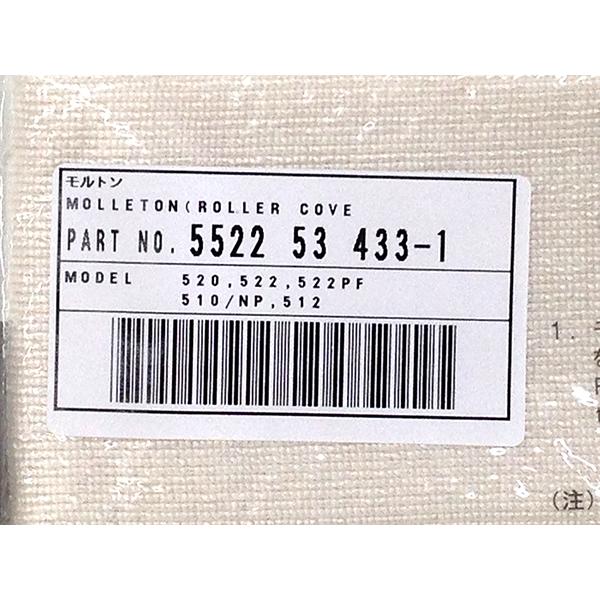 モルトン
MOLLETON(ROLLER COVE
PART NO. 5522 53 433-1
MODEL 520,522,522PF
510/NP,512
1.
(注)